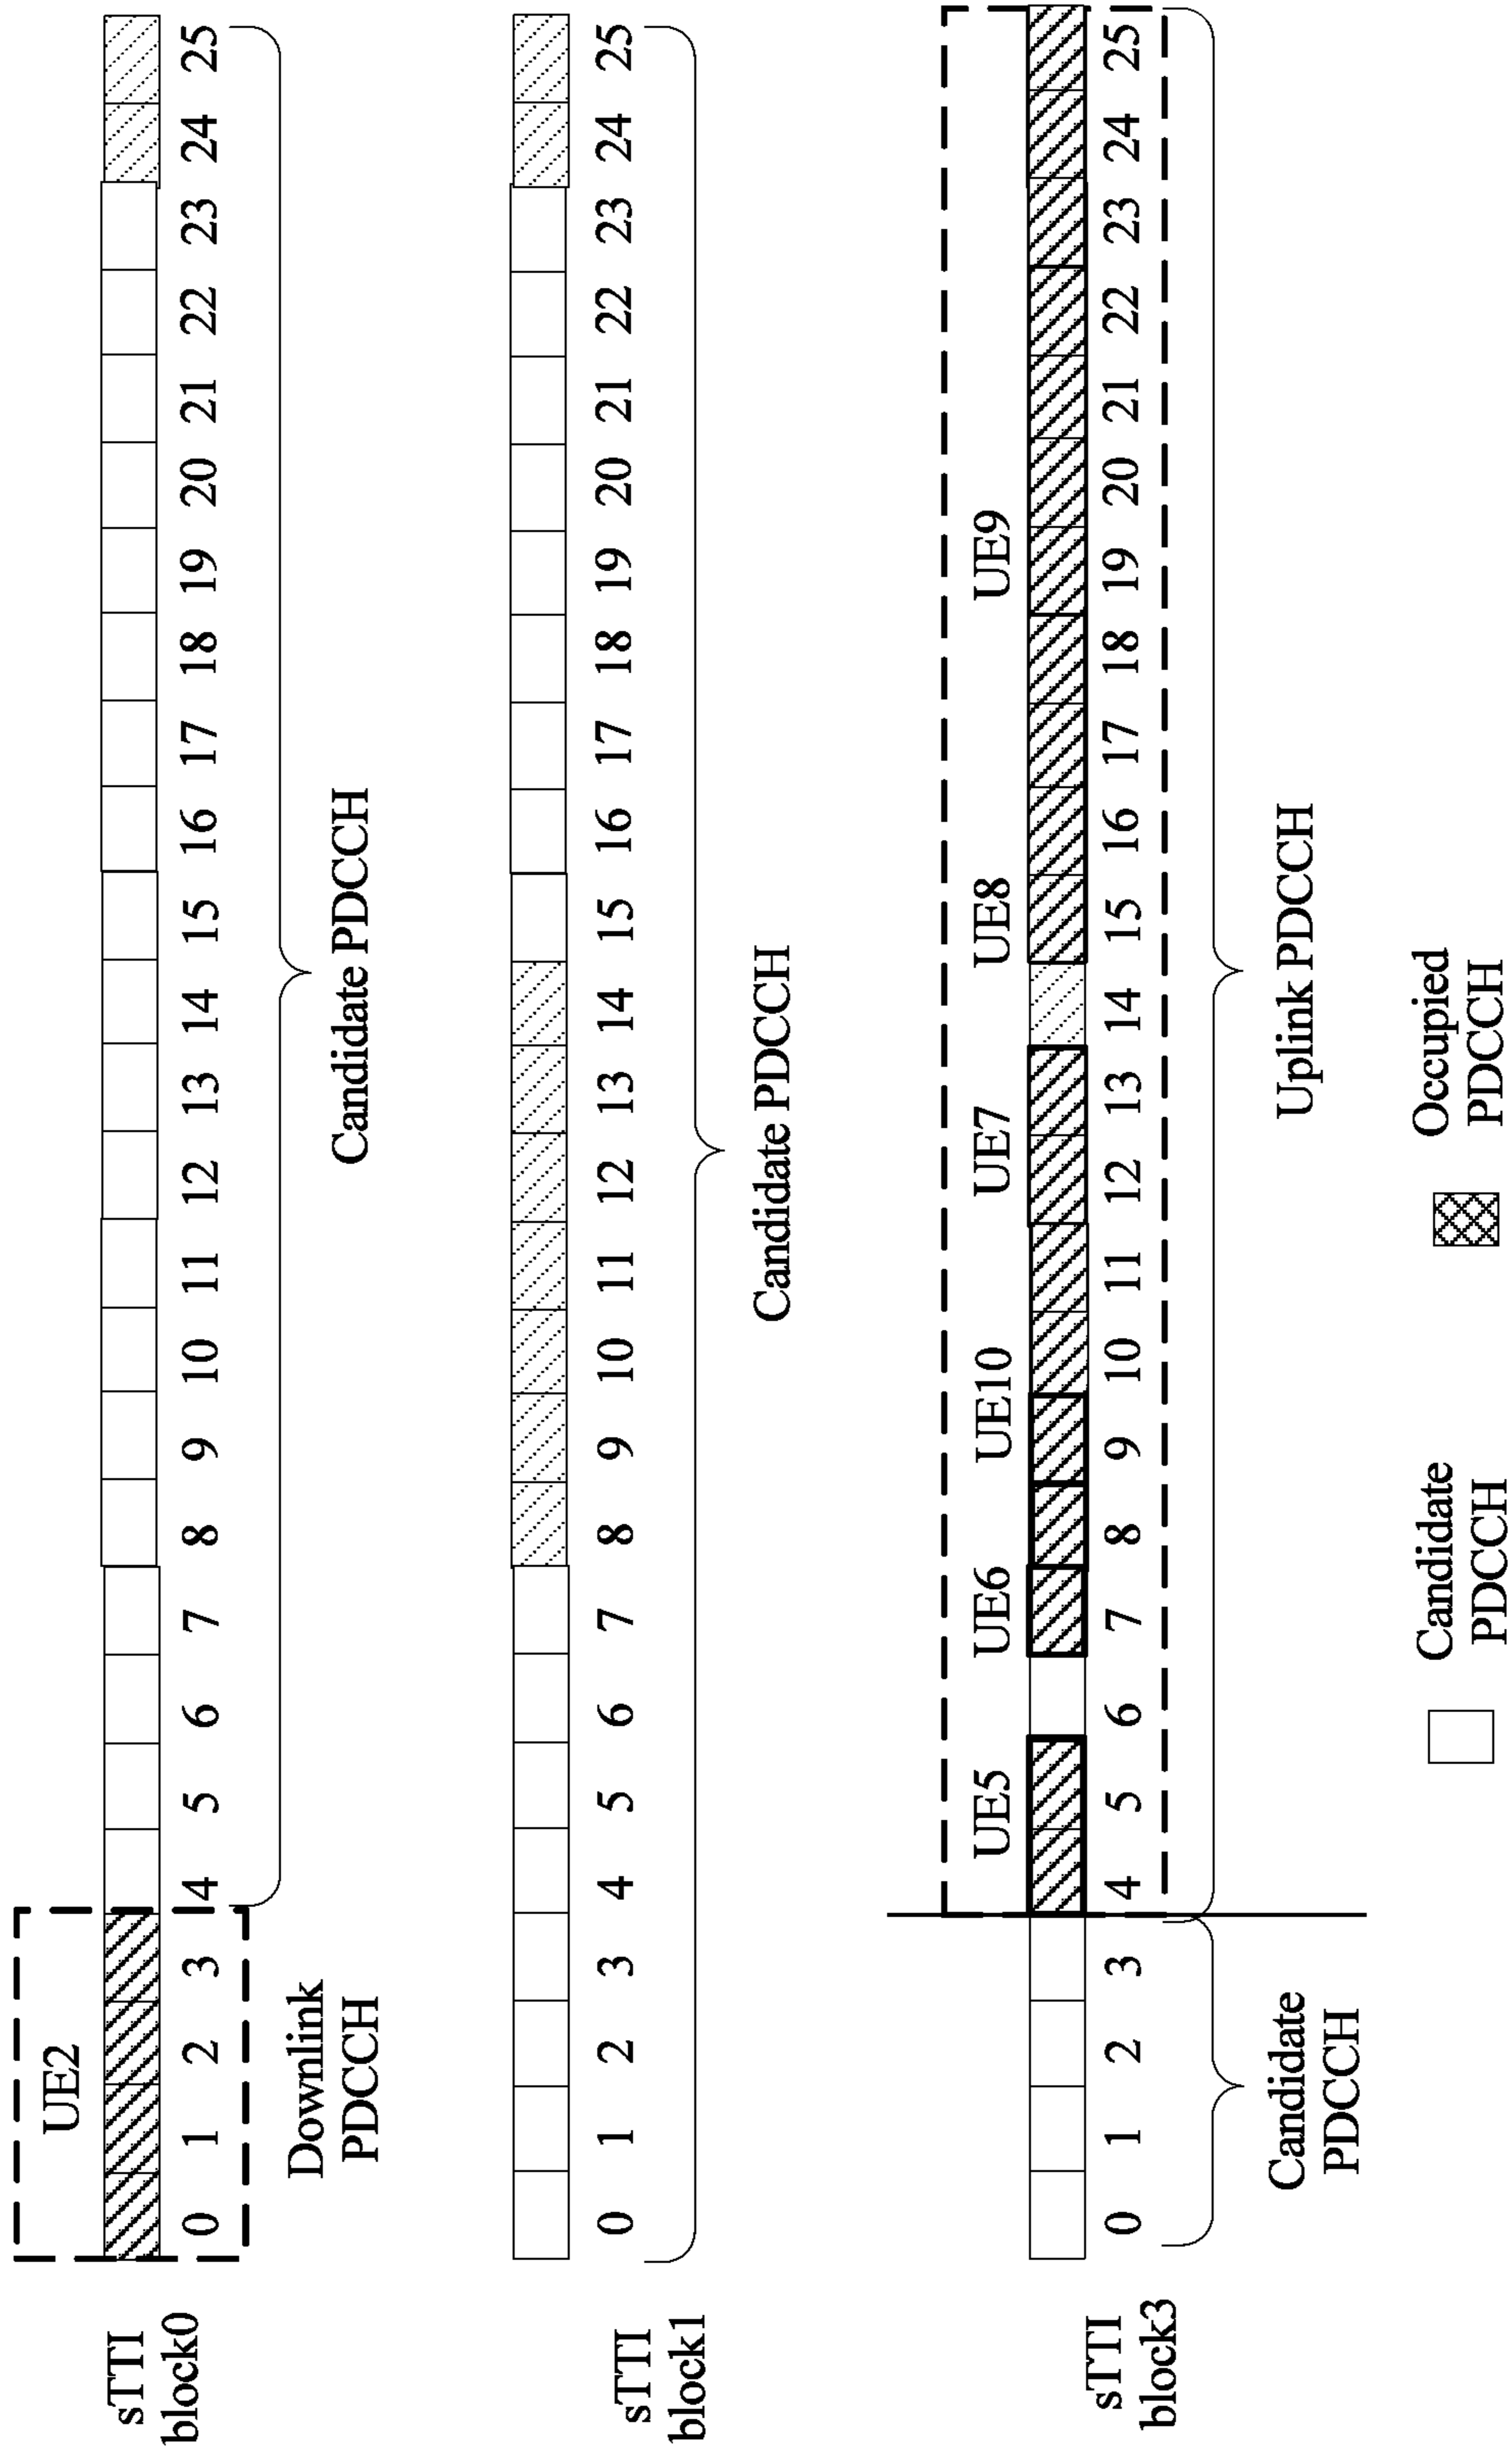 UE2
sTTI
block0
0 1 2 3 4 5 6 7 8 9 10 11 12 13 14 15 16 17 18 19 20 21 22 23 24 25
Downlink
PDCCH
Candidate PDCCH
sTTI
block1
0 1 2 3 4 5 6 7 8 9 10 11 12 13 14 15 16 17 18 19 20 21 22 23 24 25
Candidate PDCCH
UE5 UE6 UE10 UE7 UE8 UE9
sTTI
block3
0 1 2 3 4 5 6 7 8 9 10 11 12 13 14 15 16 17 18 19 20 21 22 23 24 25
Candidate
PDCCH
Uplink PDCCH
Candidate
PDCCH
Occupied
PDCCH